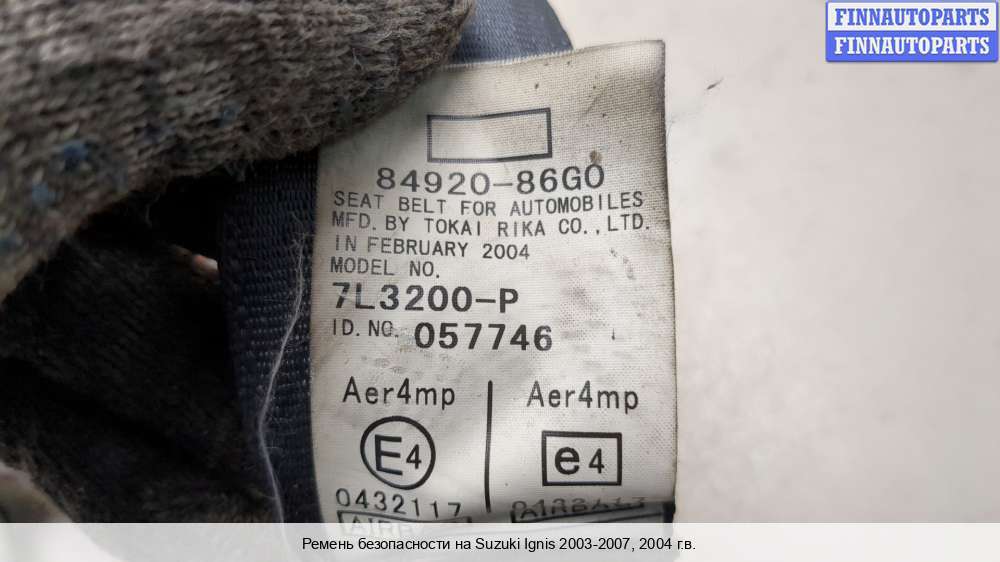 FINNAUTOPARTS
FINNAUTOPARTS
84920-86G0
SEAT BELT FOR AUTOMOBILES
MFD. BY TOKAI RIKA CO., LTD.
IN FEBRUARY 2004
MODEL NO.
7L3200-P
ID. NO. 057746
Aer4mp Aer4mp
E4 e4
0432117
Ремень безопасности на Suzuki Ignis 2003-2007, 2004 г.в.